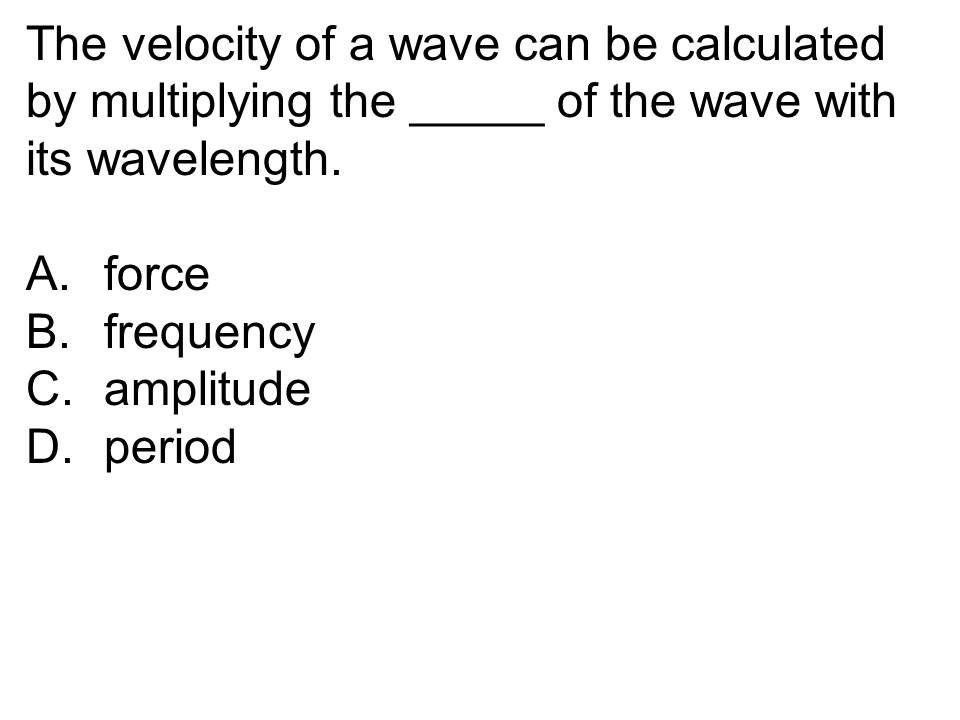 The velocity of a wave can be calculated
by multiplying the _____ of the wave with
its wavelength.
A. force
B. frequency
C. amplitude
D. period